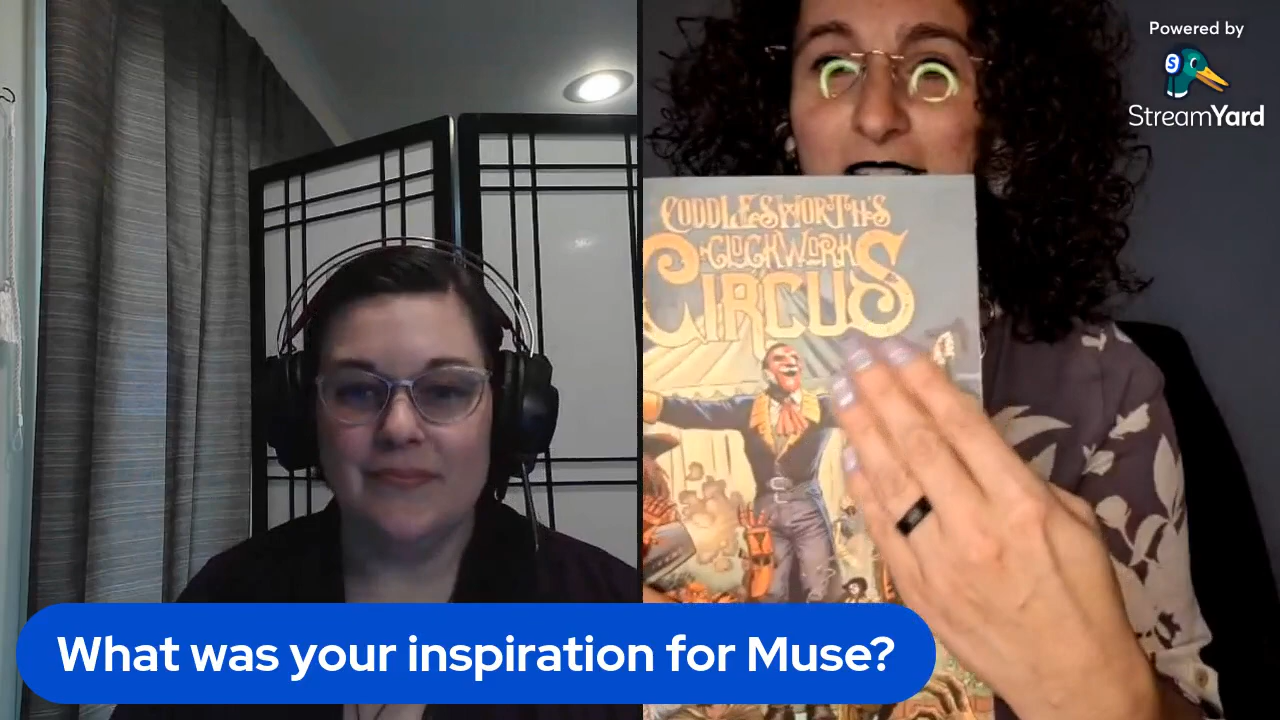 Powered by
StreamYard
CODDLESWORTH'S
CLOCKWORK
CIRCUS
What was your inspiration for Muse?